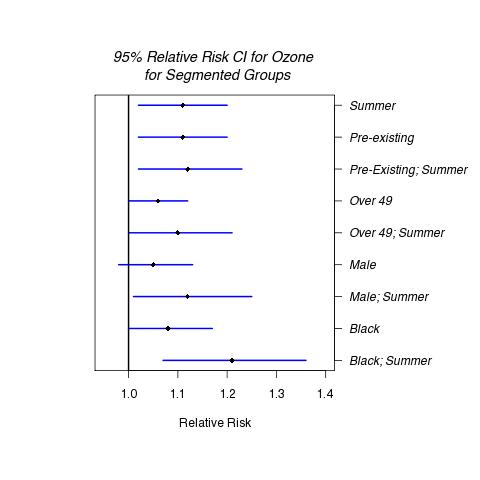 95% Relative Risk CI for Ozone
for Segmented Groups
Summer
Pre-existing
Pre-Existing; Summer
Over 49
Over 49; Summer
Male
Male; Summer
Black
Black; Summer
1.0 1.1 1.2 1.3 1.4
Relative Risk